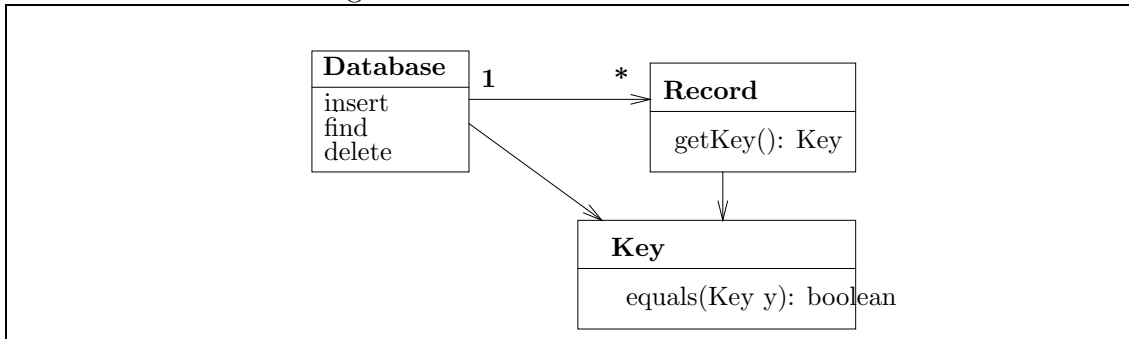 Database
insert
find
delete
1
*
Record
getKey(): Key
Key
equals(Key y): boolean